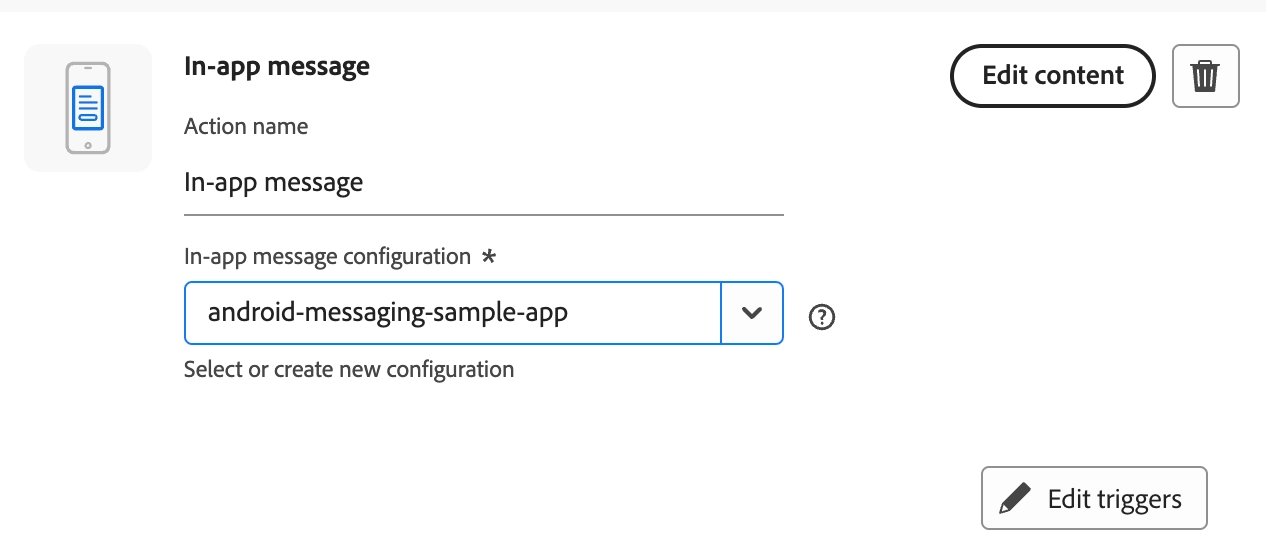 In-app message
Edit content
Action name
In-app message
In-app message configuration *
android-messaging-sample-app
Select or create new configuration
Edit triggers